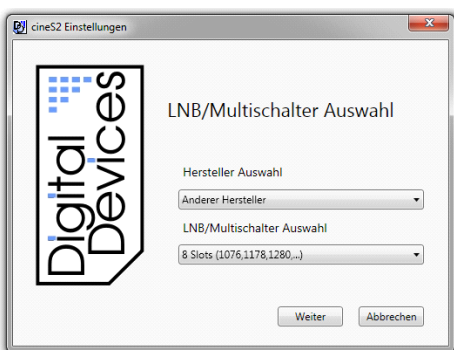 cineS2 Einstellungen
Digital
Devices
LNB/Multischalter Auswahl
Hersteller Auswahl
Anderer Hersteller
LNB/Multischalter Auswahl
8 Slots (1076,1178,1280,...)
Weiter
Abbrechen